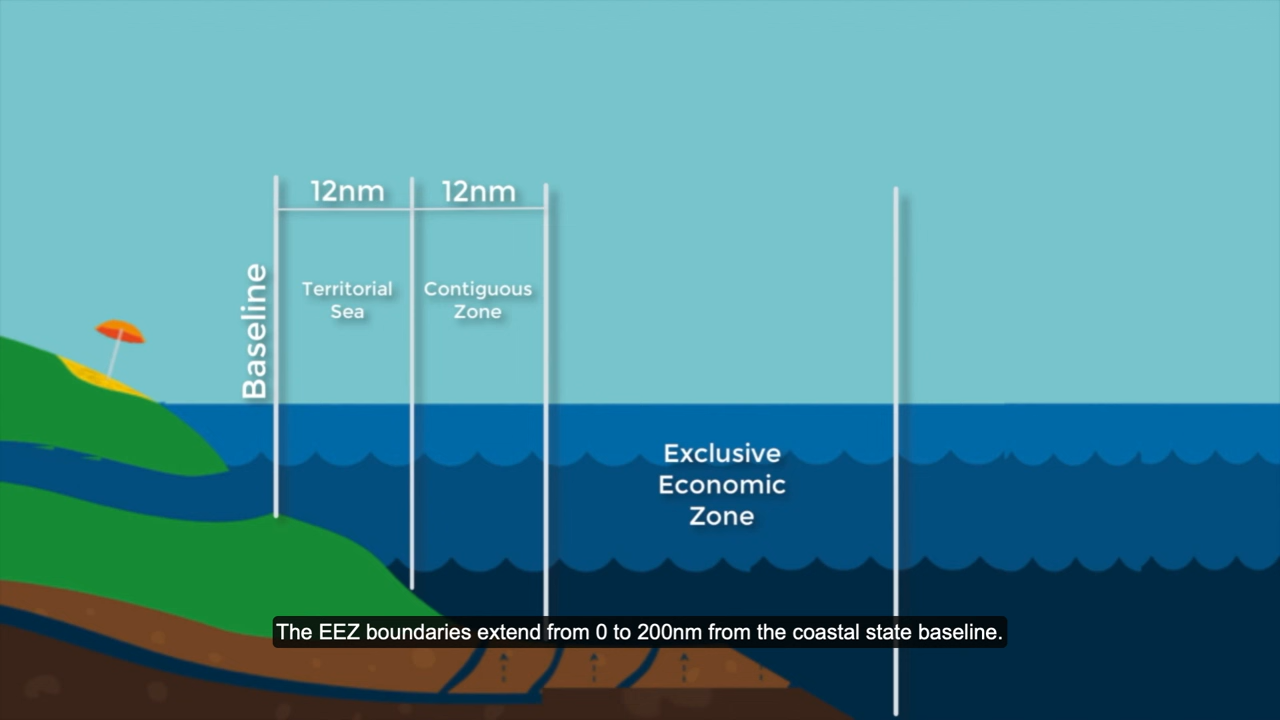 12nm
12nm
Baseline
Territorial
Sea
Contiguous
Zone
Exclusive
Economic
Zone
The EEZ boundaries extend from 0 to 200nm from the coastal state baseline.